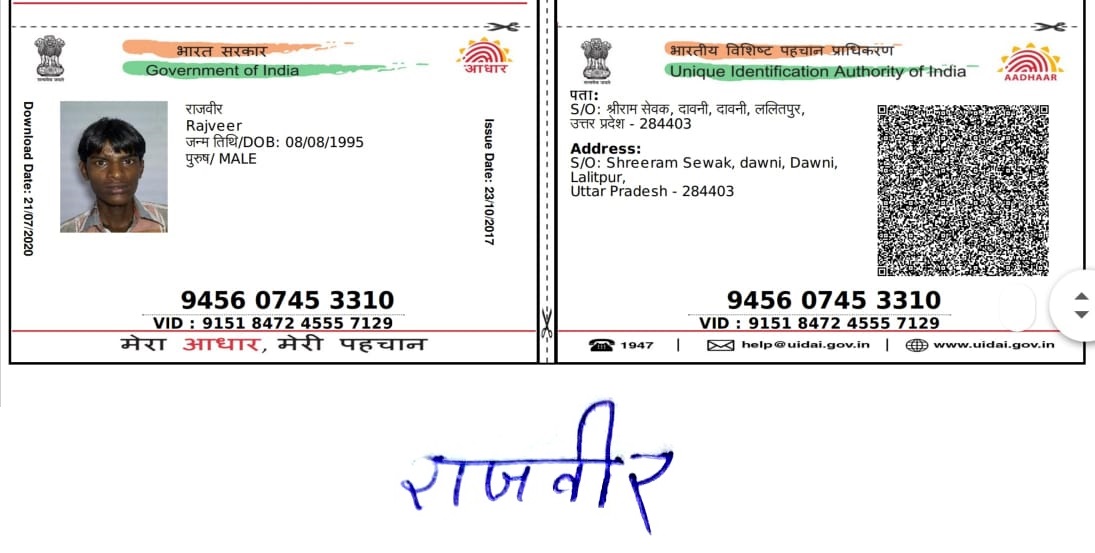 भारत सरकार
Government of India
आधार
Download Date: 21/07/2020
राजवीर
Rajveer
जन्म तिथि/DOB: 08/08/1995
पुरुष/ MALE
Issue Date: 23/10/2017
9456 0745 3310
VID : 9151 8472 4555 7129
मेरा आधार, मेरी पहचान
भारतीय विशिष्ट पहचान प्राधिकरण
Unique Identification Authority of India
AADHAAR
पता:
S/O: श्रीराम सेवक, दावनी, दावनी, ललितपुर,
उत्तर प्रदेश - 284403
Address:
S/O: Shreeram Sewak, dawni, Dawni,
Lalitpur,
Uttar Pradesh - 284403
9456 0745 3310
VID : 9151 8472 4555 7129
1947 | help@uidai.gov.in | www.uidai.gov.in
राजवीर